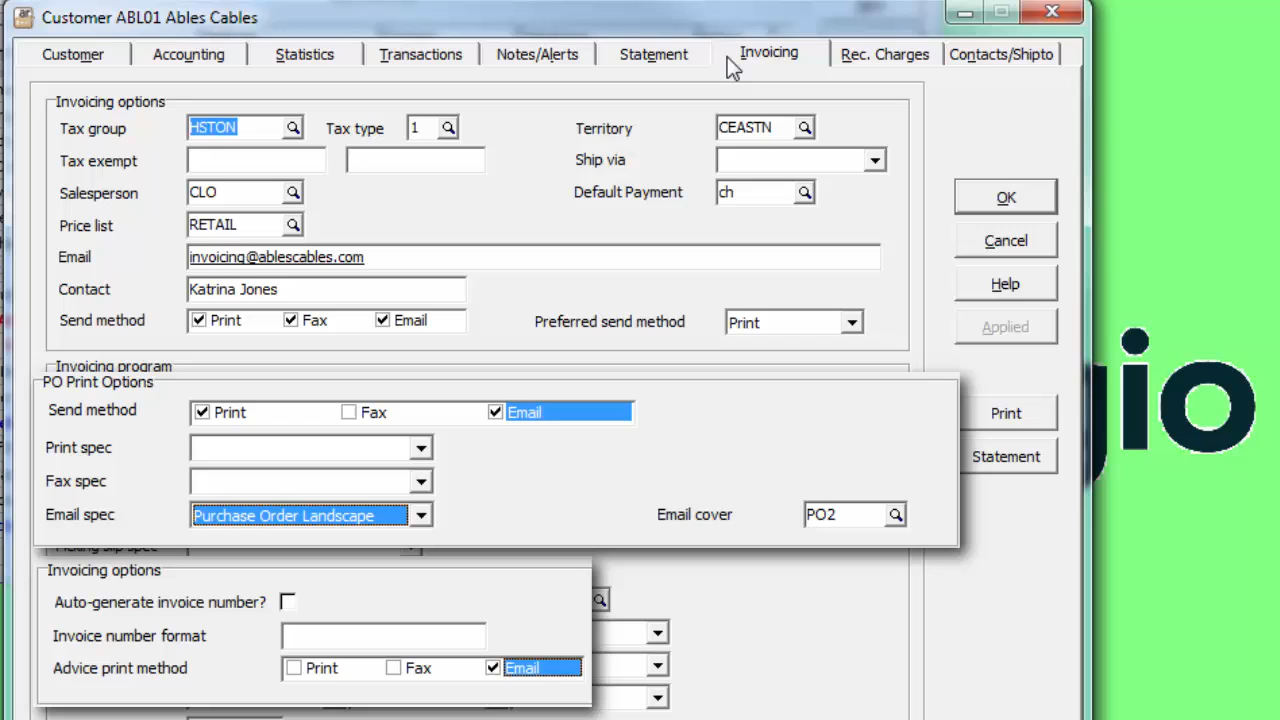 Customer ABL01 Ables Cables
Customer Accounting Statistics Transactions Notes/Alerts Statement Invoicing Rec. Charges Contacts/Shipto
Invoicing options
Tax group HSTON Tax type 1 Territory CEASTN
Tax exempt Ship via
Salesperson CLO Default Payment ch
Price list RETAIL
Email invoicing@ablescables.com
Contact Katrina Jones
Send method Print Fax Email Preferred send method Print
OK
Cancel
Help
Applied
Print
Statement
Invoicing program
PO Print Options
Send method Print Fax Email
Print spec
Fax spec
Email spec Purchase Order Landscape Email cover PO2
Picking slip spec
Invoicing options
Auto-generate invoice number?
Invoice number format
Advice print method Print Fax Email
gio